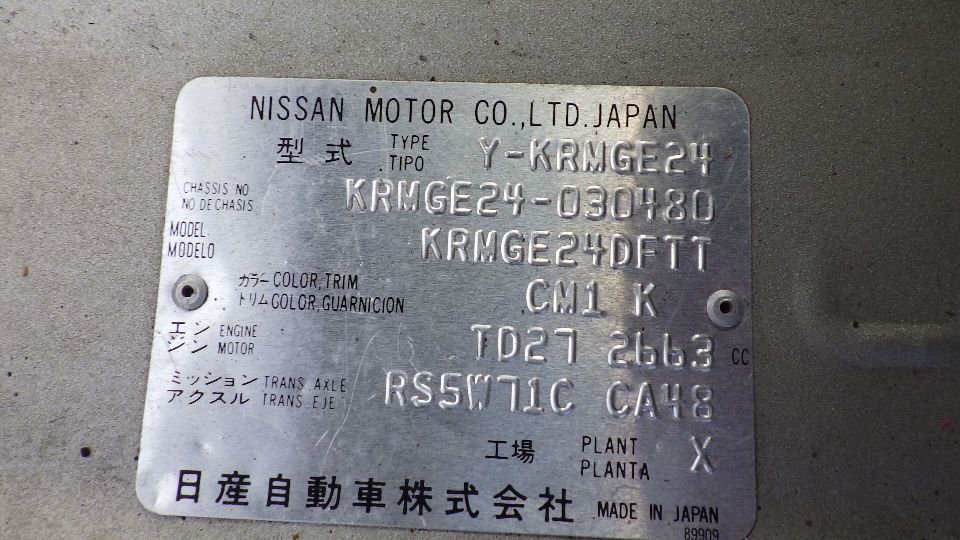 NISSAN MOTOR CO.,LTD.JAPAN
型式 TYPE TIPO Y-KRMGE24
CHASSIS NO NO DE CHASIS KRMGE24-030480
MODEL MODELO KRMGE24DFTT
カラー COLOR,TRIM トリム COLOR,GUARNICION CM1 K
エンジン ENGINE MOTOR TD27 2663 CC
ミッション TRANS.AXLE アクスル TRANS.EJE RS5W71C CA48
工場 PLANT PLANTA X
日産自動車株式会社 MADE IN JAPAN
89909